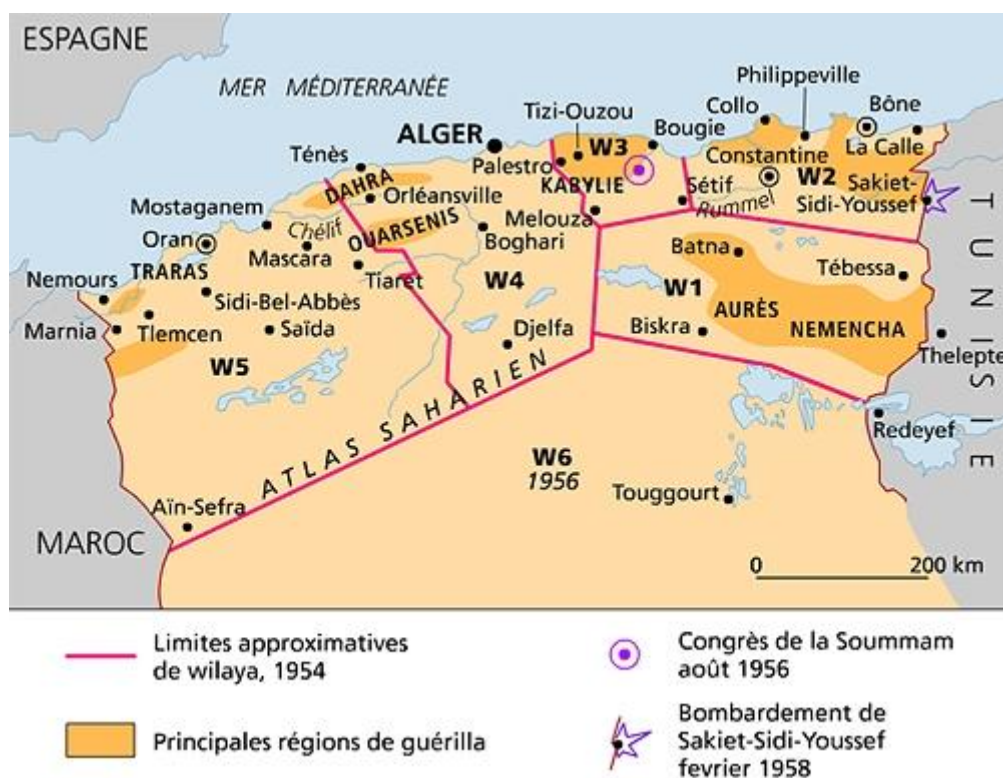 ESPAGNE
MER MÉDITERRANÉE
Philippeville
Collo
Bône
Tizi-Ouzou
ALGER
Bougie
La Calle
Ténès
Palestro
W3
Constantine
W2
DAHRA
Orléansville
KABYLIE
Sétif
Rummel
Sakiet-
Sidi-Youssef
Mostaganem
Chélif
OUARSENIS
Melouza
Oran
Mascara
Boghari
Batna
TRARAS
Tiaret
W4
W1
Tébessa
Nemours
Sidi-Bel-Abbès
AURÈS
Marnia
Tlemcen
Saïda
Djelfa
Biskra
NEMENCHA
W5
Thelepte
TUNISIE
ATLAS SAHARIEN
Redeyef
W6
1956
Touggourt
Aïn-Sefra
MAROC
0 200 km
Limites approximatives
de wilaya, 1954
Congrès de la Soummam
août 1956
Principales régions de guérilla
Bombardement de
Sakiet-Sidi-Youssef
fevrier 1958